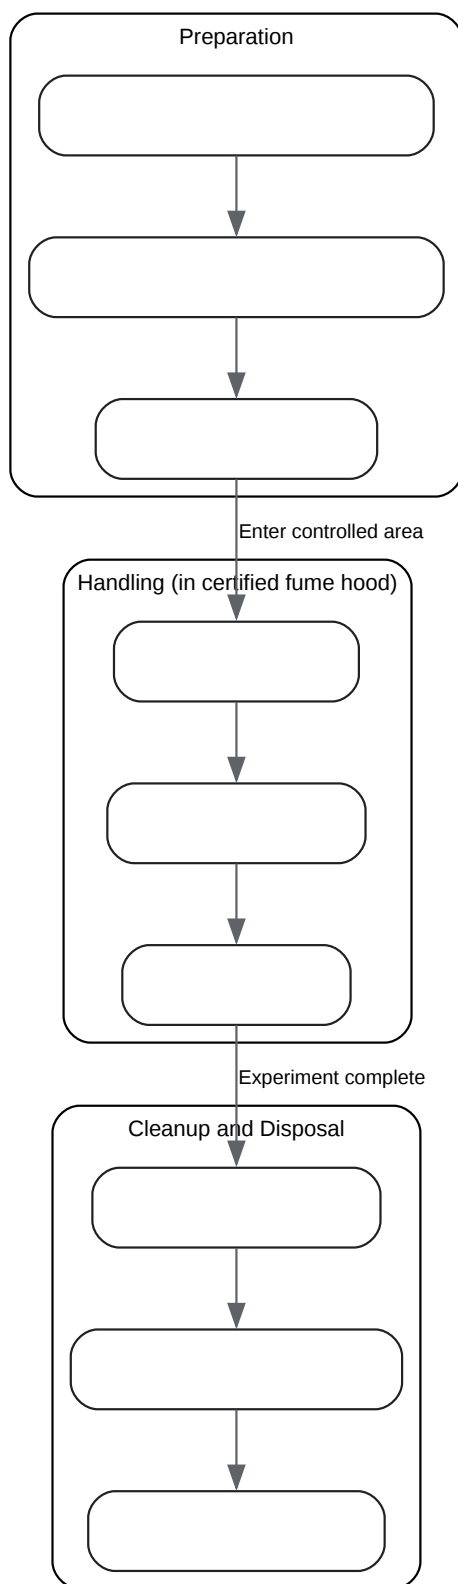 Preparation
Enter controlled area
Handling (in certified fume hood)
Experiment complete
Cleanup and Disposal